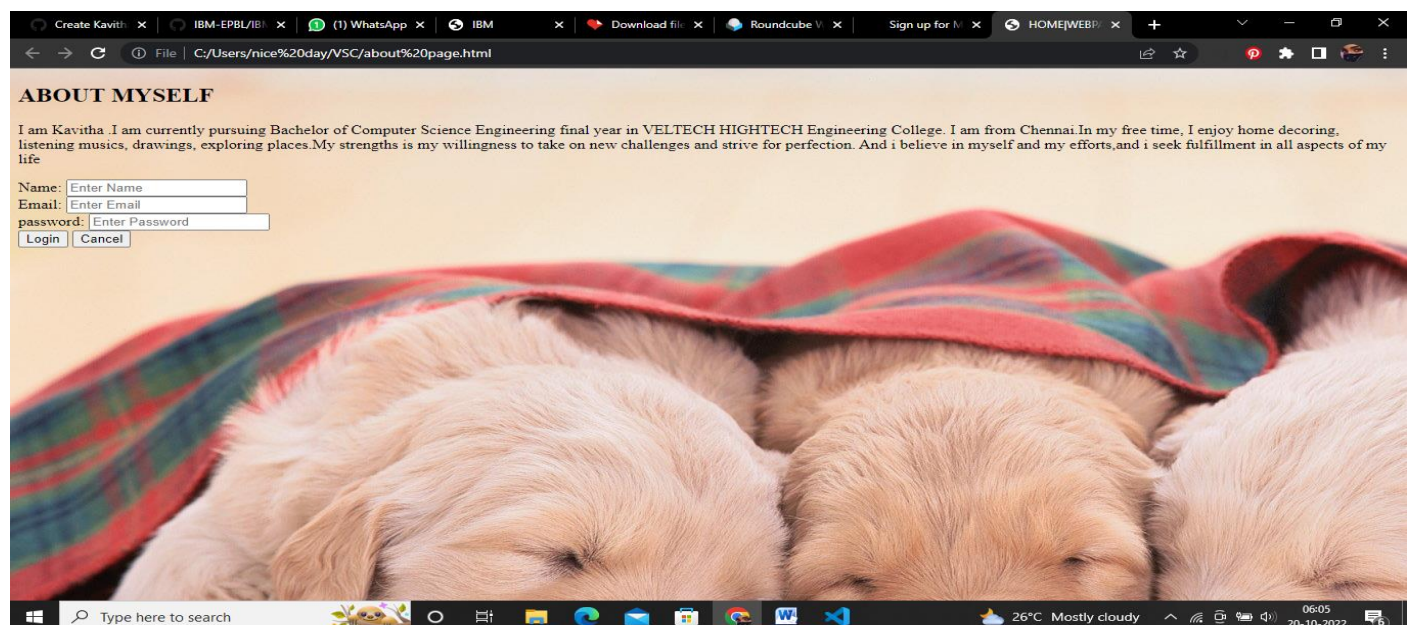 Create Kavith
IBM-EPBL/IB
(1) WhatsApp
IBM
Download file
Roundcube
Sign up for M
HOME|WEBP
File | C:/Users/nice%20day/VSC/about%20page.html
ABOUT MYSELF
I am Kavitha .I am currently pursuing Bachelor of Computer Science Engineering final year in VELTECH HIGHTECH Engineering College. I am from Chennai.In my free time, I enjoy home decoring,
listening musics, drawings, exploring places.My strengths is my willingness to take on new challenges and strive for perfection. And i believe in myself and my efforts,and i seek fulfillment in all aspects of my
life
Name: Enter Name
Email: Enter Email
password: Enter Password
Login Cancel
Type here to search
26°C Mostly cloudy
06:05
20-10-2022
6